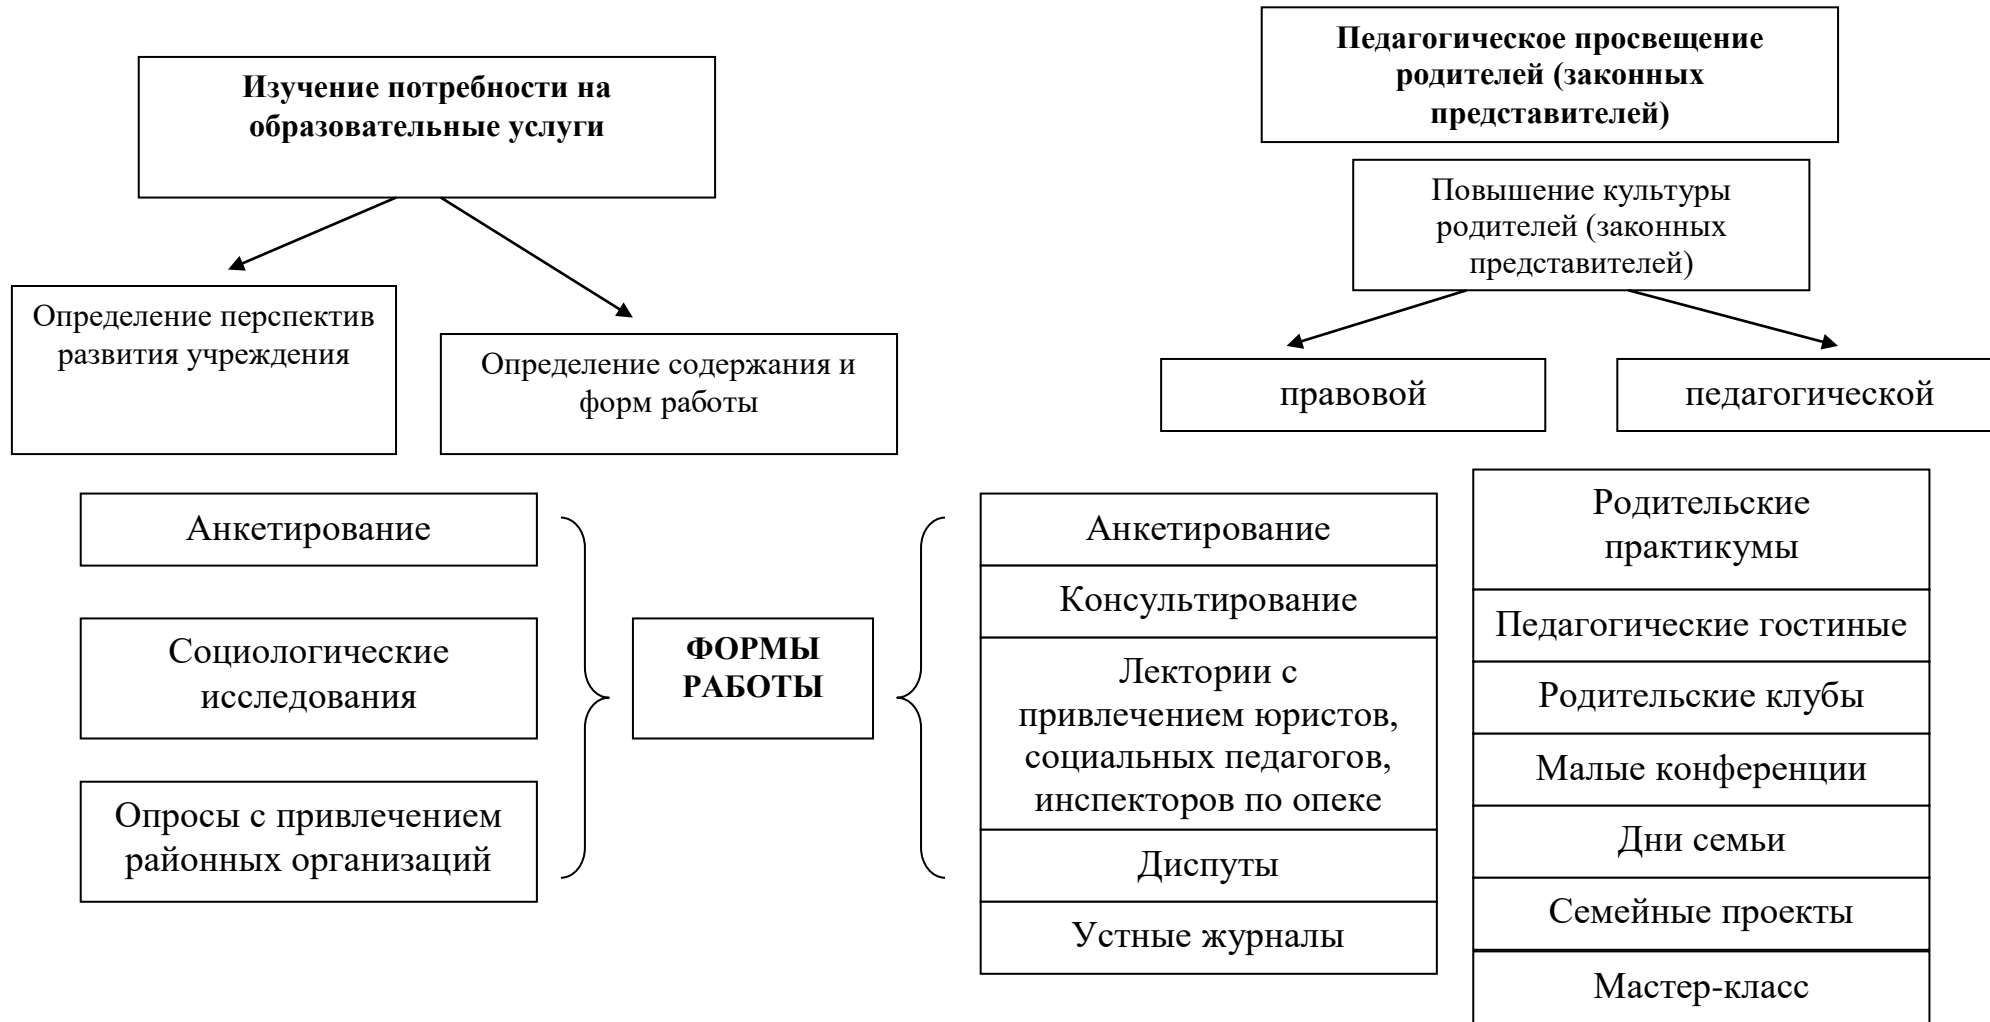 Изучение потребности на
образовательные услуги
Педагогическое просвещение
родителей (законных
представителей)
Повышение культуры
родителей (законных
представителей)
Определение перспектив
развития учреждения
Определение содержания и
форм работы
правовой
педагогической
Анкетирование
Социологические
исследования
Опросы с привлечением
районных организаций
ФОРМЫ
РАБОТЫ
Анкетирование
Консультирование
Лектории с
привлечением юристов,
социальных педагогов,
инспекторов по опеке
Диспуты
Устные журналы
Родительские
практикумы
Педагогические гостиные
Родительские клубы
Малые конференции
Дни семьи
Семейные проекты
Мастер-класс